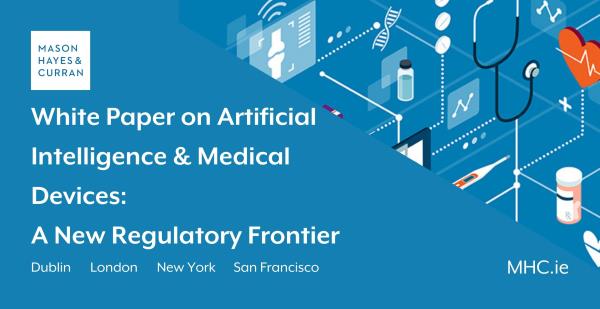 MASON
HAYES &
CURRAN
White Paper on Artificial
Intelligence & Medical
Devices:
A New Regulatory Frontier
Dublin London New York San Francisco
MHC.ie